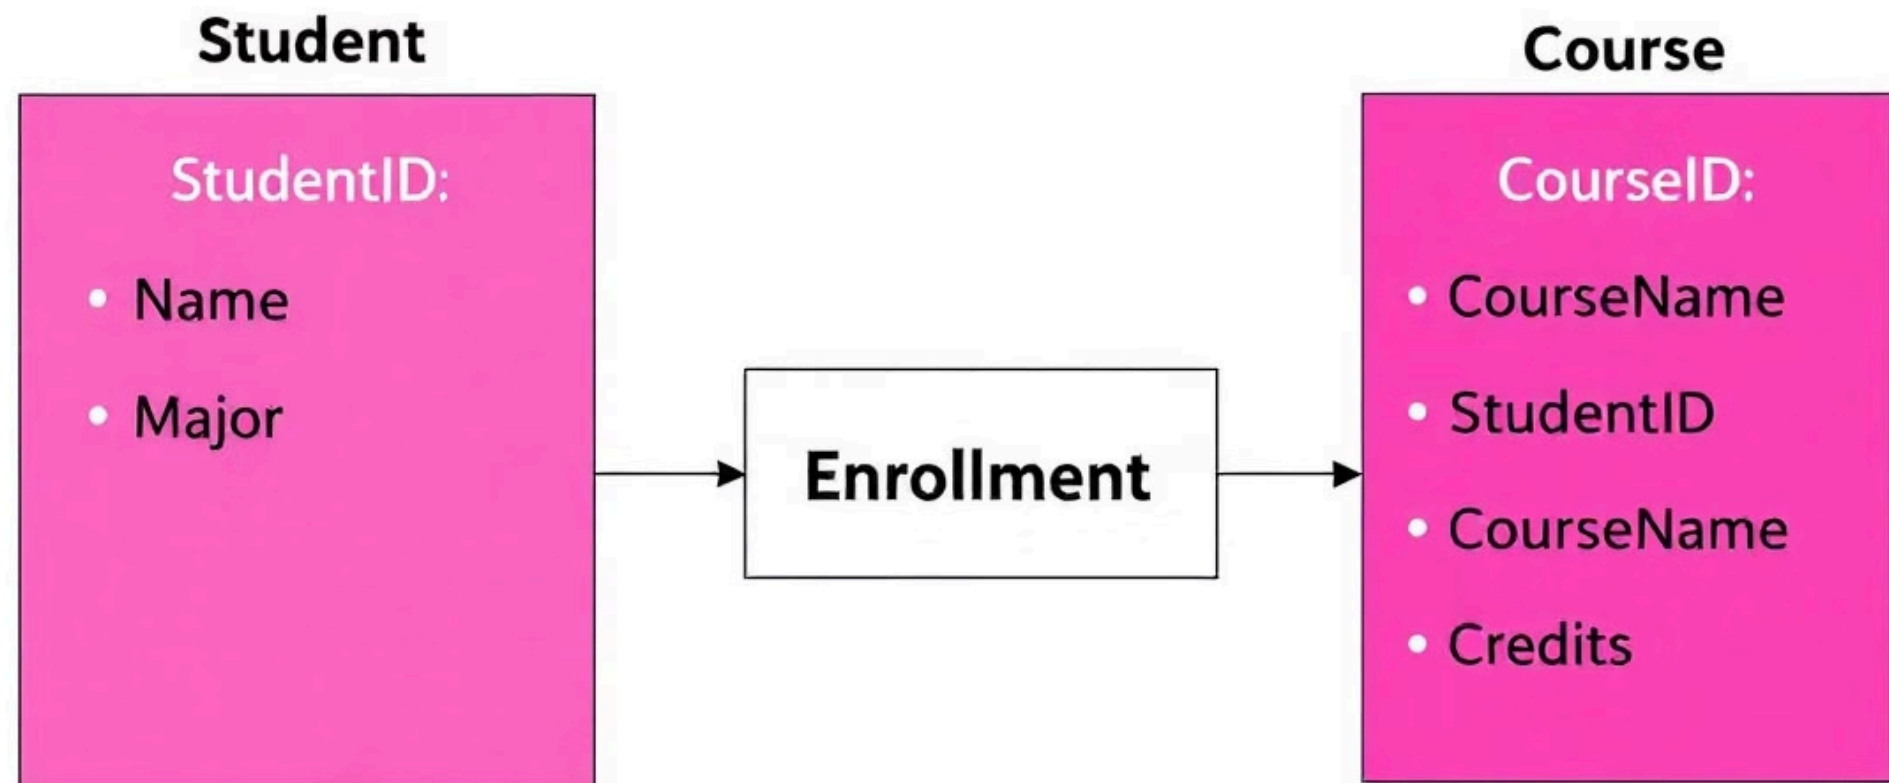 Student
StudentID:
• Name
• Major
Enrollment
Course
CourseID:
• CourseName
• StudentID
• CourseName
• Credits